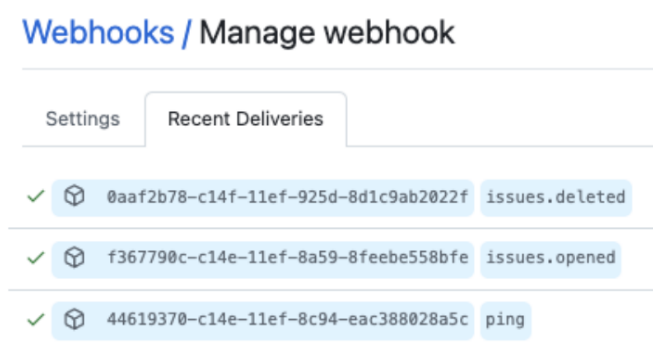 Webhooks / Manage webhook
Settings Recent Deliveries
0aaf2b78-c14f-11ef-925d-8d1c9ab2022f issues.deleted
f367790c-c14e-11ef-8a59-8feebe558bfe issues.opened
44619370-c14e-11ef-8c94-eac388028a5c ping